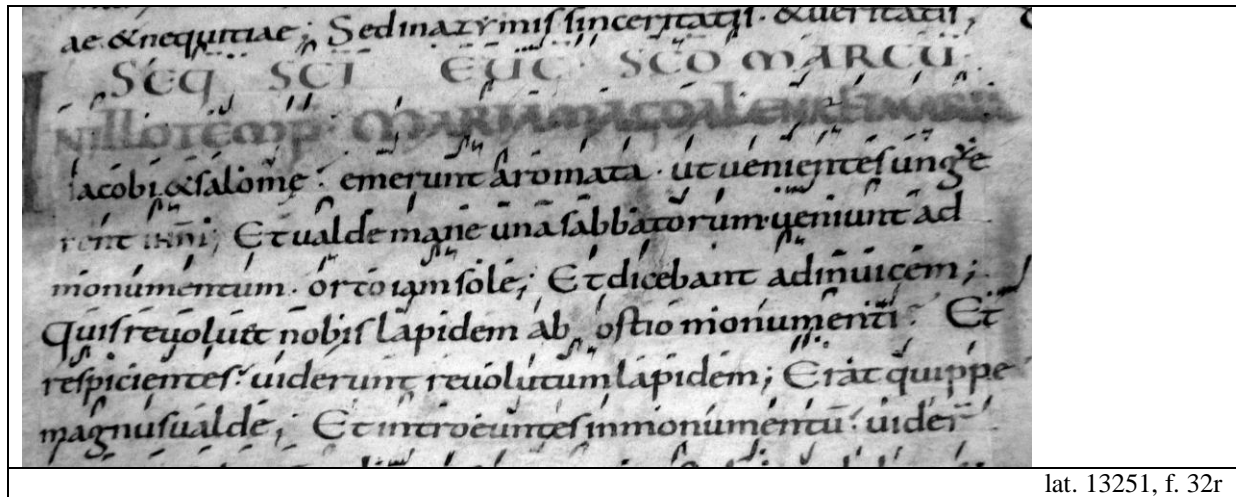 ae & nequitiae; Sed in azymis sinceritatis · & ueritatis,
SEQ SCI EUG SCD MARCU
IN illo temp · MARIA MAGDALENE ET MARIA
iacobi & salome · emerunt aromata · ut uenientes unge
rent ihm; Et ualde mane una sabbatorum · ueniunt ad
monumentum · orto iam sole; Et dicebant adinuicem;
Quis reuoluet nobis lapidem ab ostio monumenti Et
respicientes uiderunt reuolutum lapidem; Erat quippe
magnus ualde; Et introeuntes in monumentu uider
lat. 13251, f. 32r